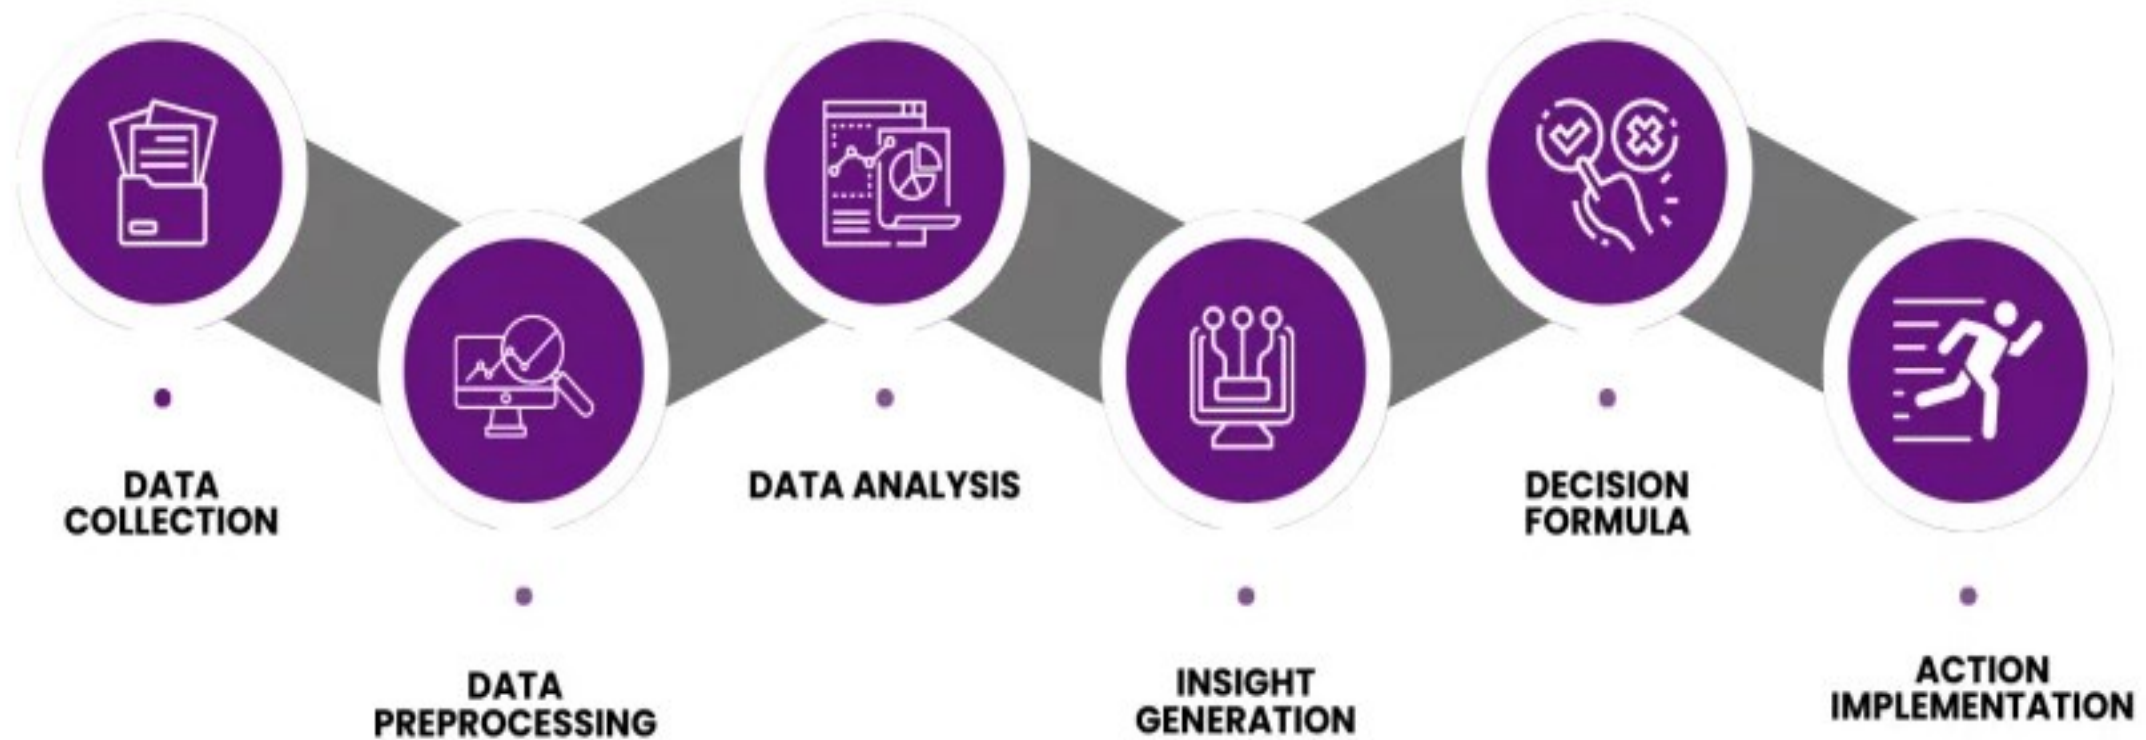 DATA
COLLECTION
DATA
PREPROCESSING
DATA ANALYSIS
INSIGHT
GENERATION
DECISION
FORMULA
ACTION
IMPLEMENTATION